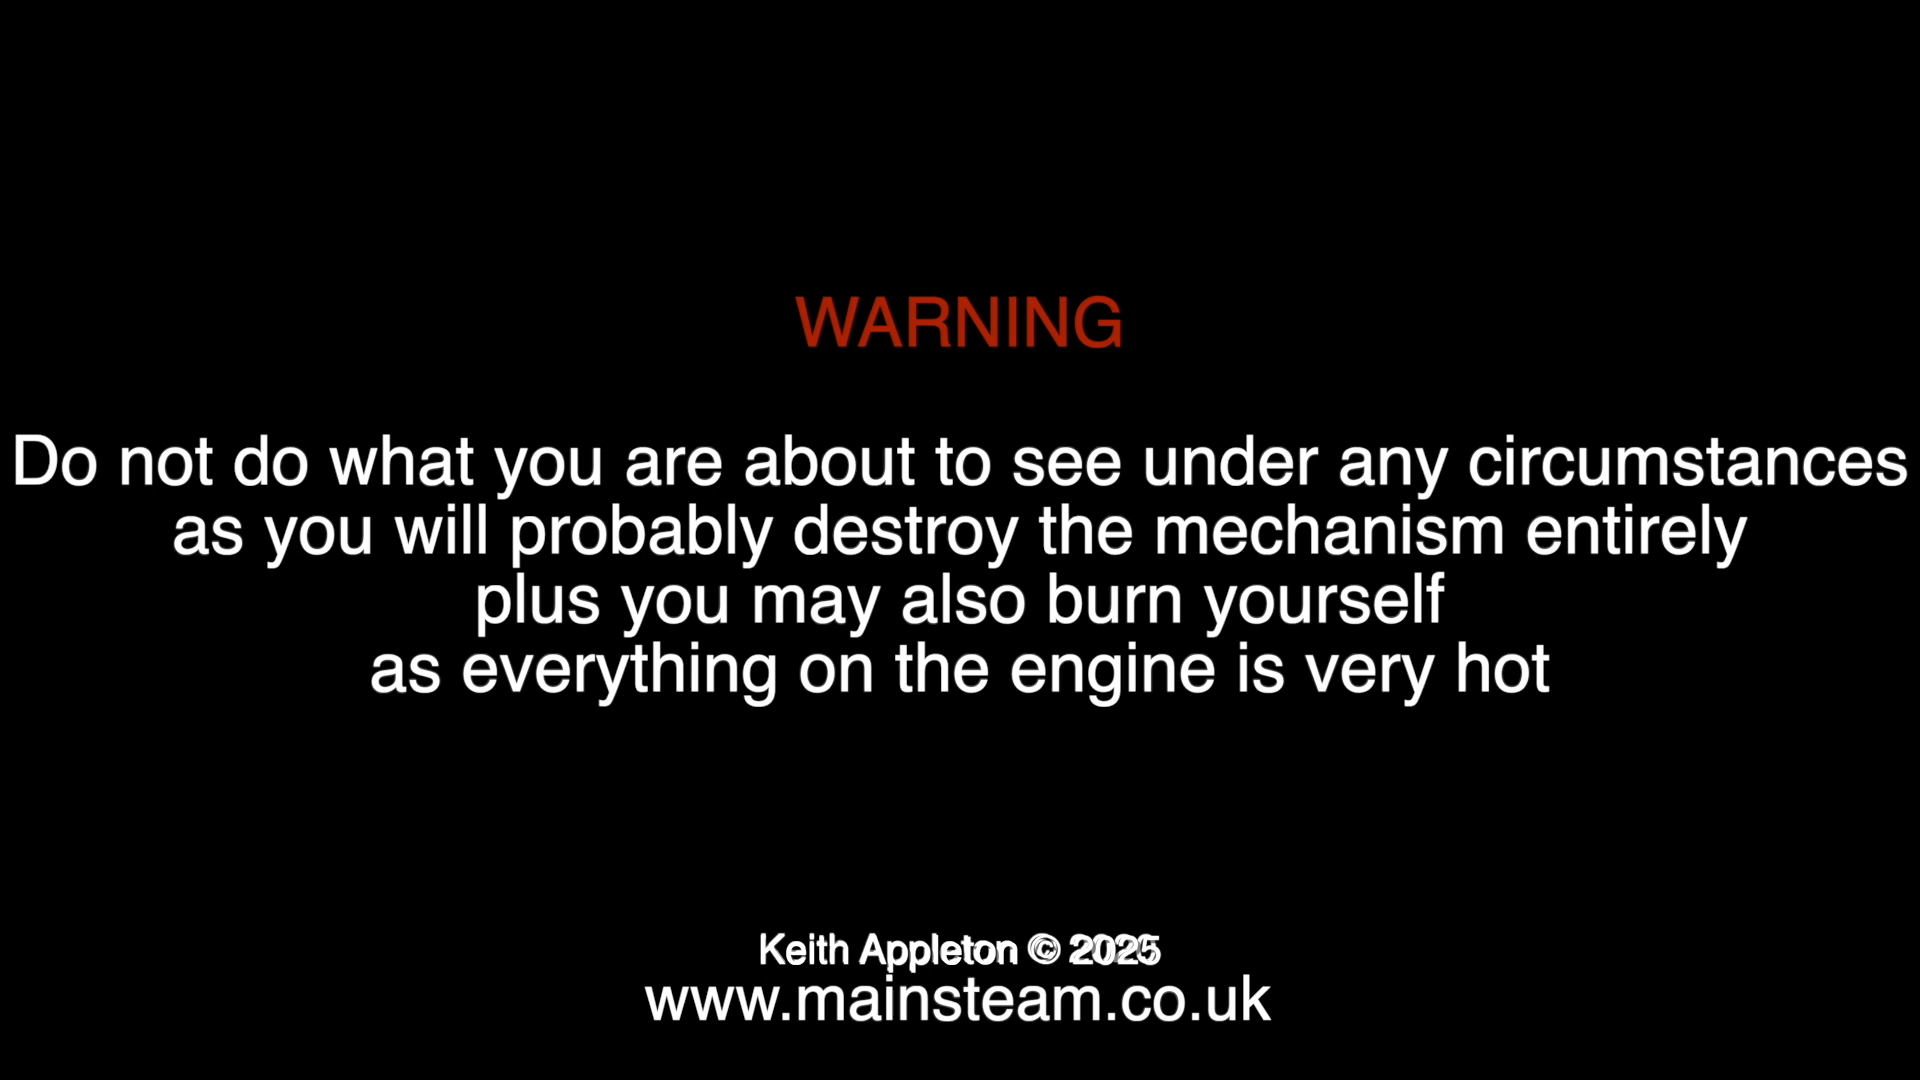 WARNING
Do not do what you are about to see under any circumstances
as you will probably destroy the mechanism entirely
plus you may also burn yourself
as everything on the engine is very hot
Keith Appleton © 2025
www.mainsteam.co.uk